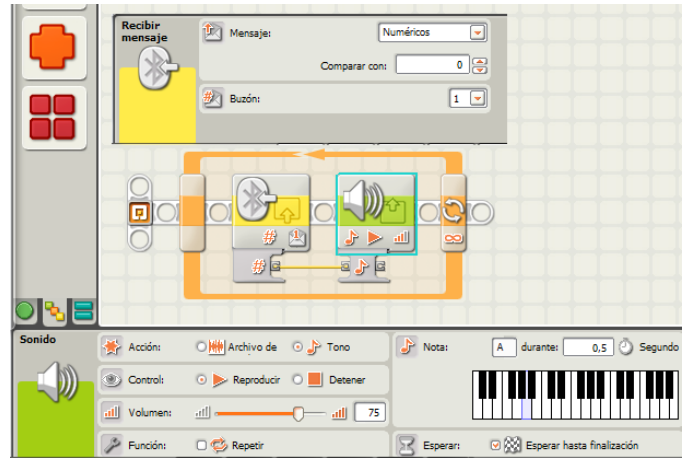 Recibir
mensaje
Mensaje:
Numéricos
Comparar con:
0
Buzón:
1
Sonido
Acción:
Archivo de
Tono
Nota:
A
durante:
0,5
Segundo
Control:
Reproducir
Detener
Volumen:
75
Función:
Repetir
Esperar:
Esperar hasta finalización